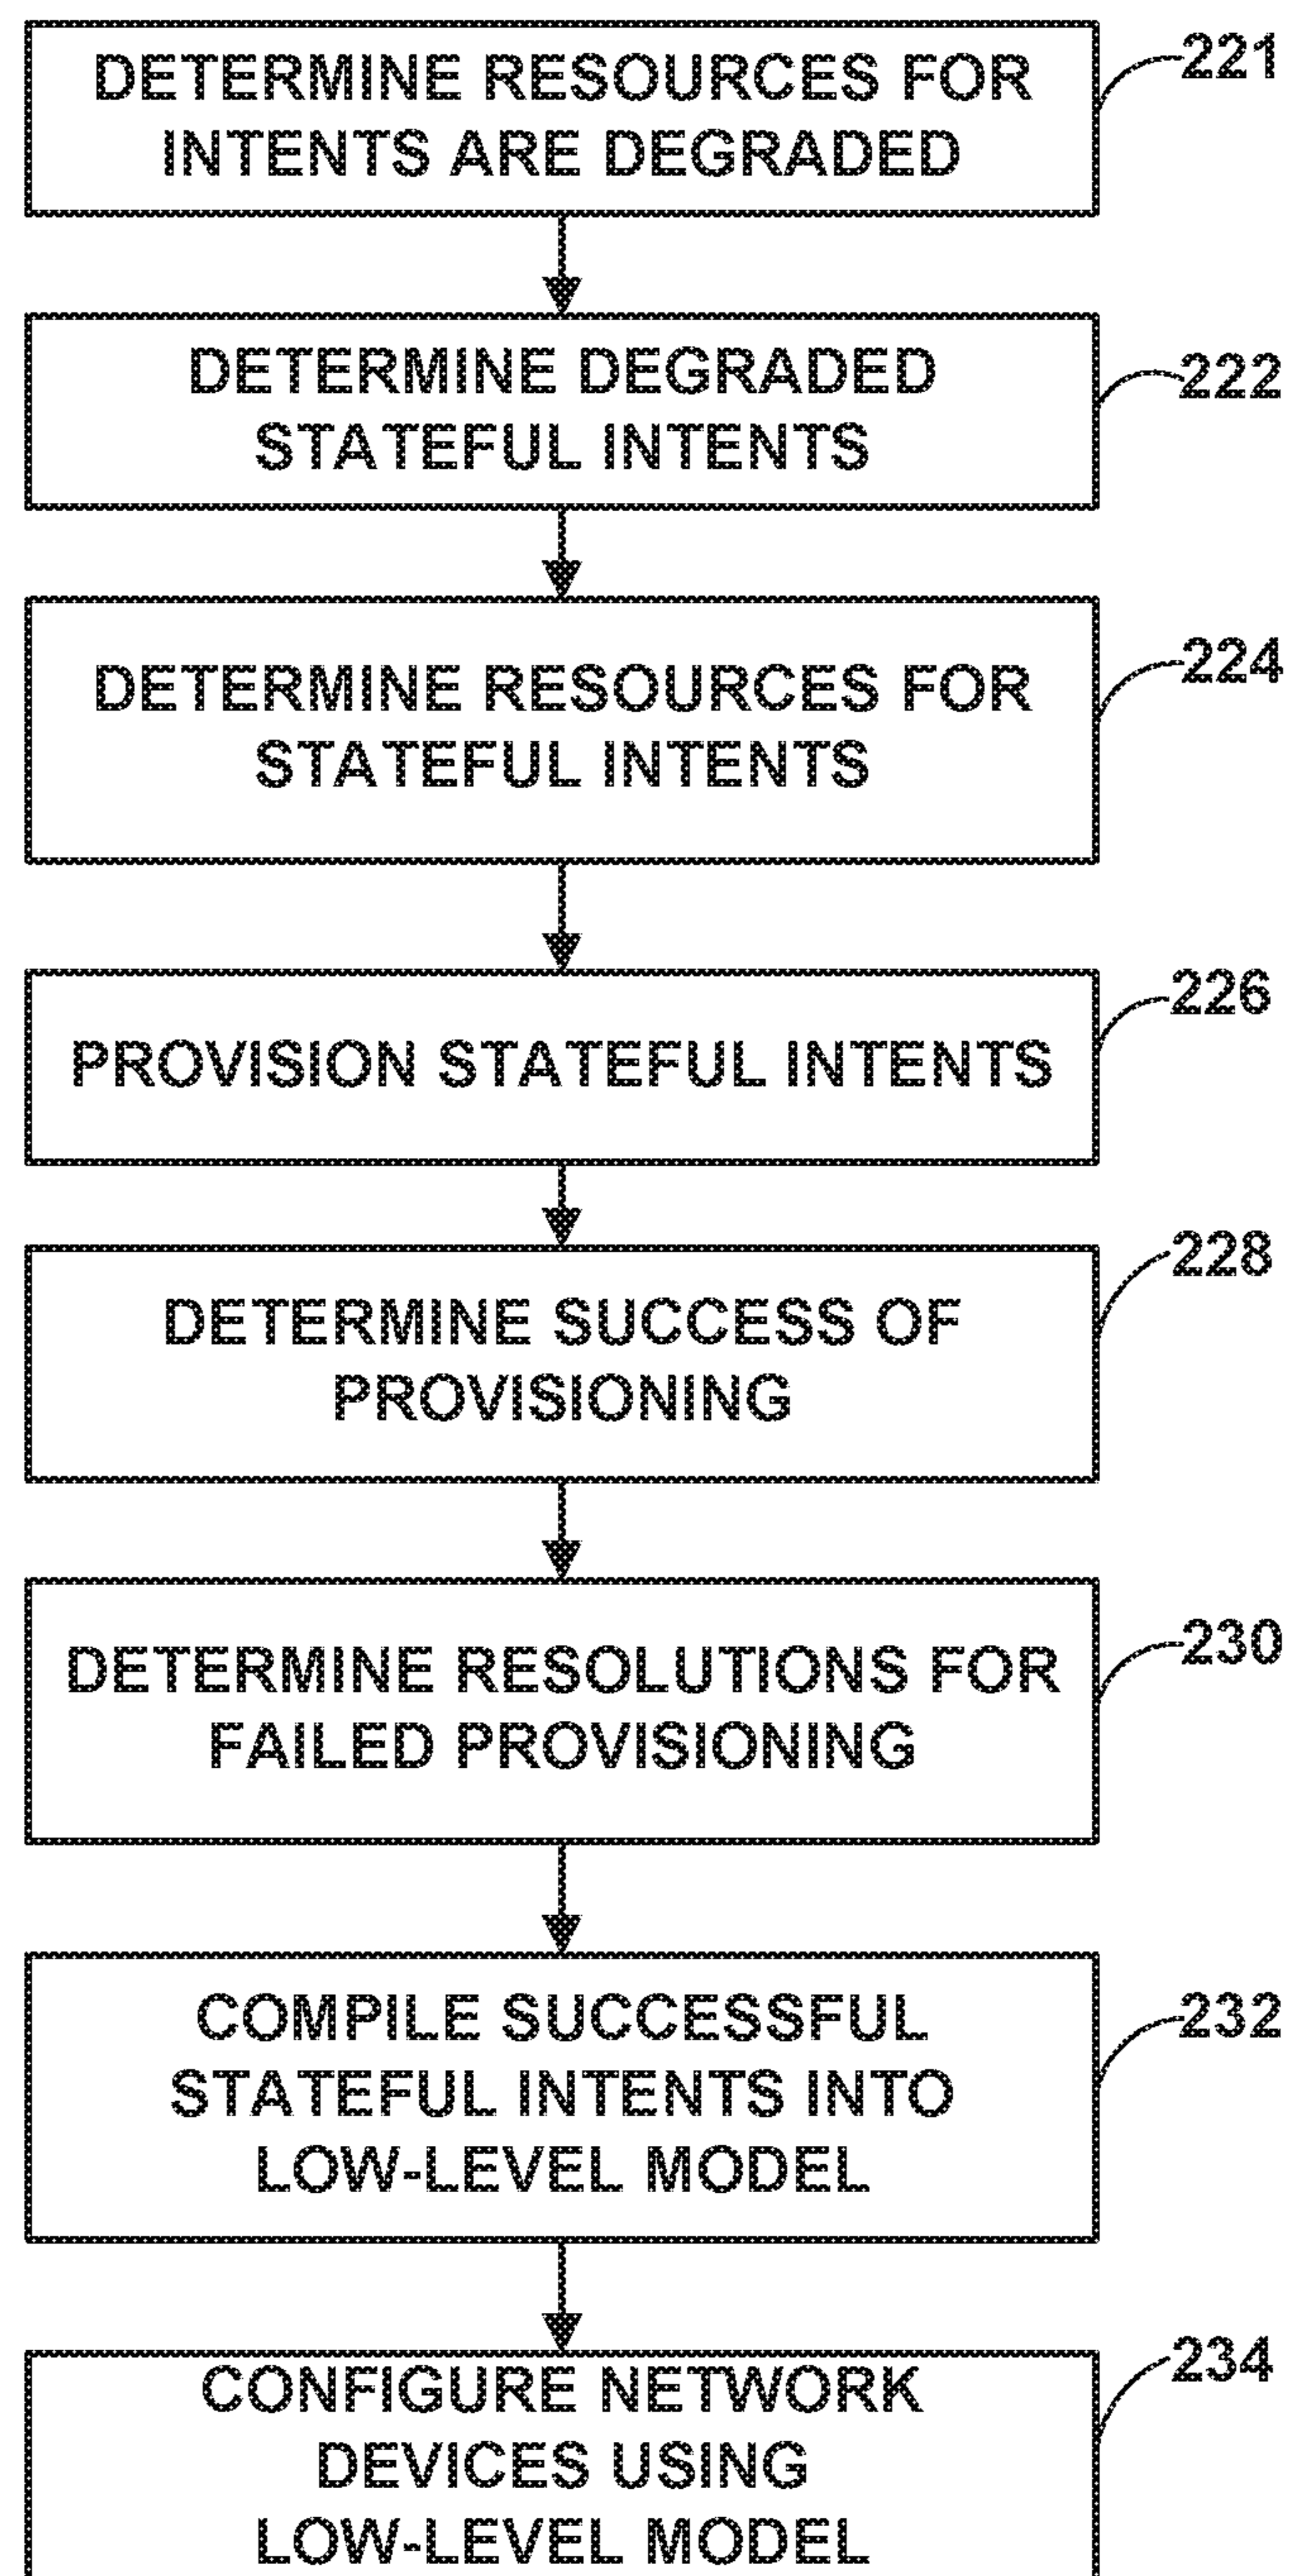 DETERMINE RESOURCES FOR
INTENTS ARE DEGRADED
221
DETERMINE DEGRADED
STATEFUL INTENTS
222
DETERMINE RESOURCES FOR
STATEFUL INTENTS
224
PROVISION STATEFUL INTENTS
226
DETERMINE SUCCESS OF
PROVISIONING
228
DETERMINE RESOLUTIONS FOR
FAILED PROVISIONING
230
COMPILE SUCCESSFUL
STATEFUL INTENTS INTO
LOW-LEVEL MODEL
232
CONFIGURE NETWORK
DEVICES USING
LOW-LEVEL MODEL
234